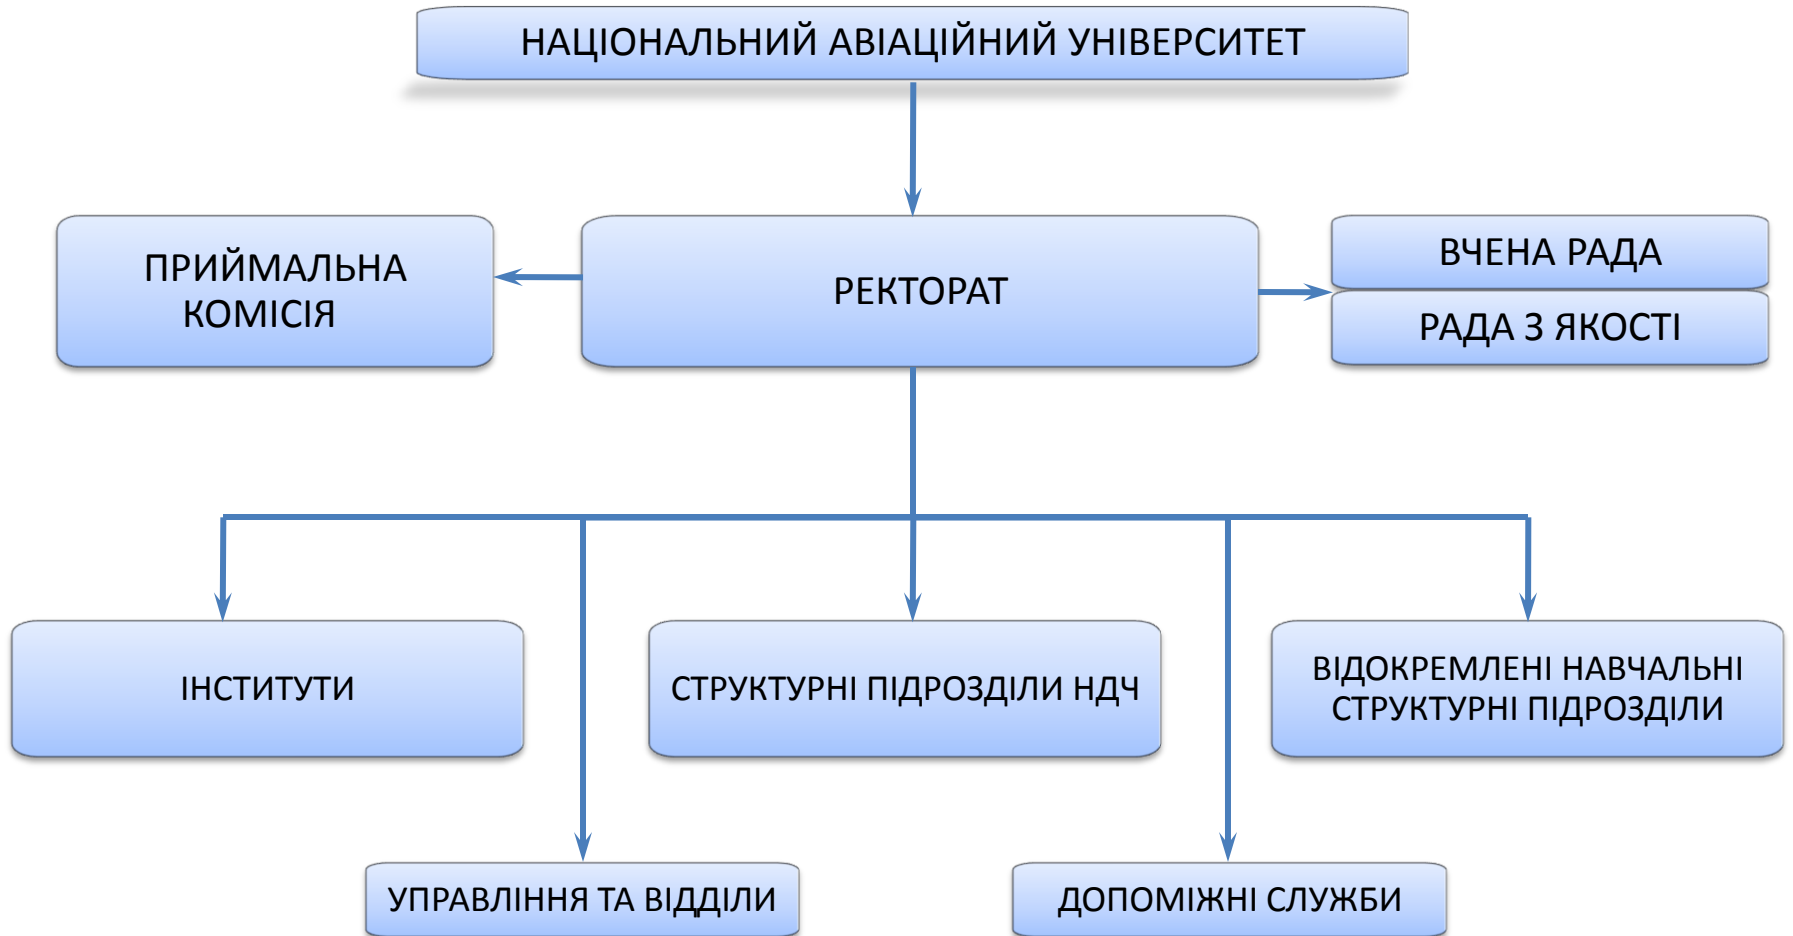 НАЦІОНАЛЬНИЙ АВІАЦІЙНИЙ УНІВЕРСИТЕТ
ПРИЙМАЛЬНА
КОМІСІЯ
РЕКТОРАТ
ВЧЕНА РАДА
РАДА З ЯКОСТІ
ІНСТИТУТИ
СТРУКТУРНІ ПІДРОЗДІЛИ НДЧ
ВІДОКРЕМЛЕНІ НАВЧАЛЬНІ
СТРУКТУРНІ ПІДРОЗДІЛИ
УПРАВЛІННЯ ТА ВІДДІЛИ
ДОПОМІЖНІ СЛУЖБИ